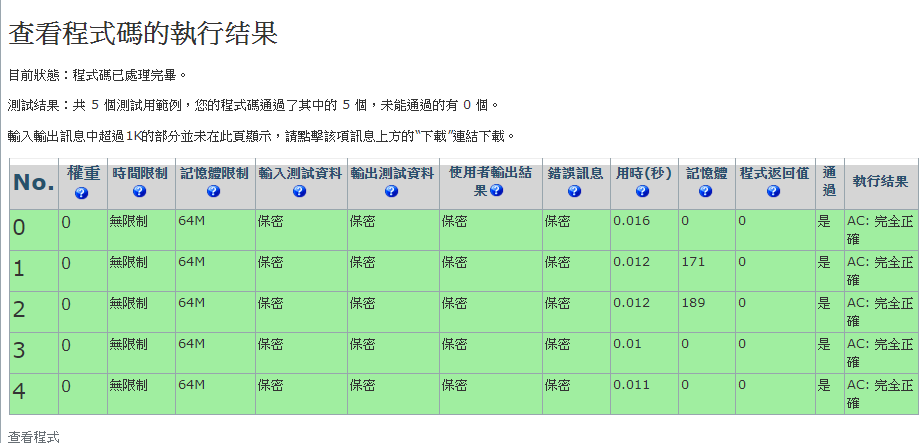 查看程式碼的執行结果
目前狀態：程式碼已處理完畢。
測試结果：共 5 個測試用範例，您的程式碼通過了其中的 5 個，未能通過的有 0 個。
輸入輸出訊息中超過1K的部分並未在此頁顯示，請點擊該項訊息上方的“下載”連結下載。
No. 權重 時間限制 記憶體限制 輸入測試資料 輸出測試資料 使用者輸出結果 錯誤訊息 用時(秒) 記憶體 程式返回值 通過 執行結果
0 0 無限制 64M 保密 保密 保密 保密 0.016 0 0 是 AC: 完全正確
1 0 無限制 64M 保密 保密 保密 保密 0.012 171 0 是 AC: 完全正確
2 0 無限制 64M 保密 保密 保密 保密 0.012 189 0 是 AC: 完全正確
3 0 無限制 64M 保密 保密 保密 保密 0.01 0 0 是 AC: 完全正確
4 0 無限制 64M 保密 保密 保密 保密 0.011 0 0 是 AC: 完全正確
查看程式